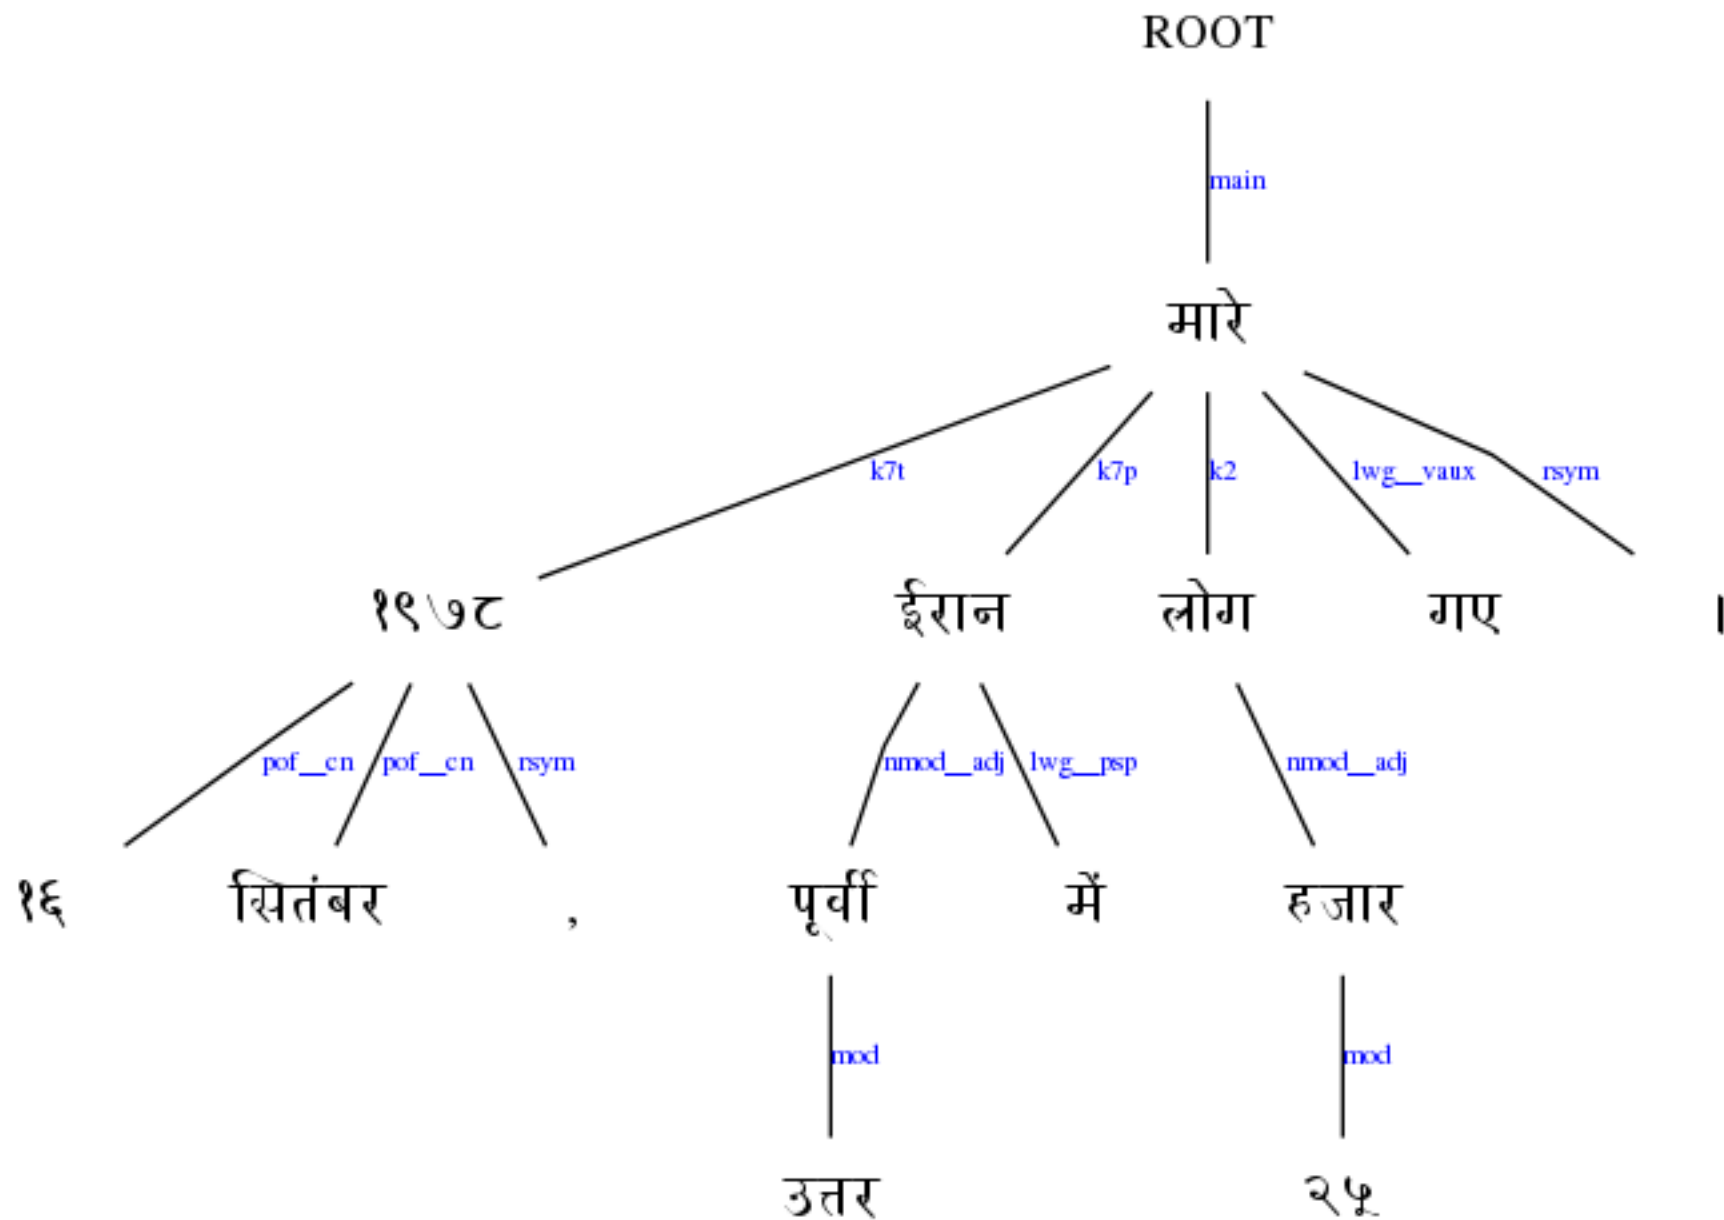 ROOT
main
मारे
k7t k7p k2 lwg__vaux rsym
१९७८ ईरान लोग गए ।
pof__cn pof__cn rsym nmod__adj lwg__psp nmod__adj
१६ सितंबर , पूर्वी में हजार
mod mod
उत्तर २५